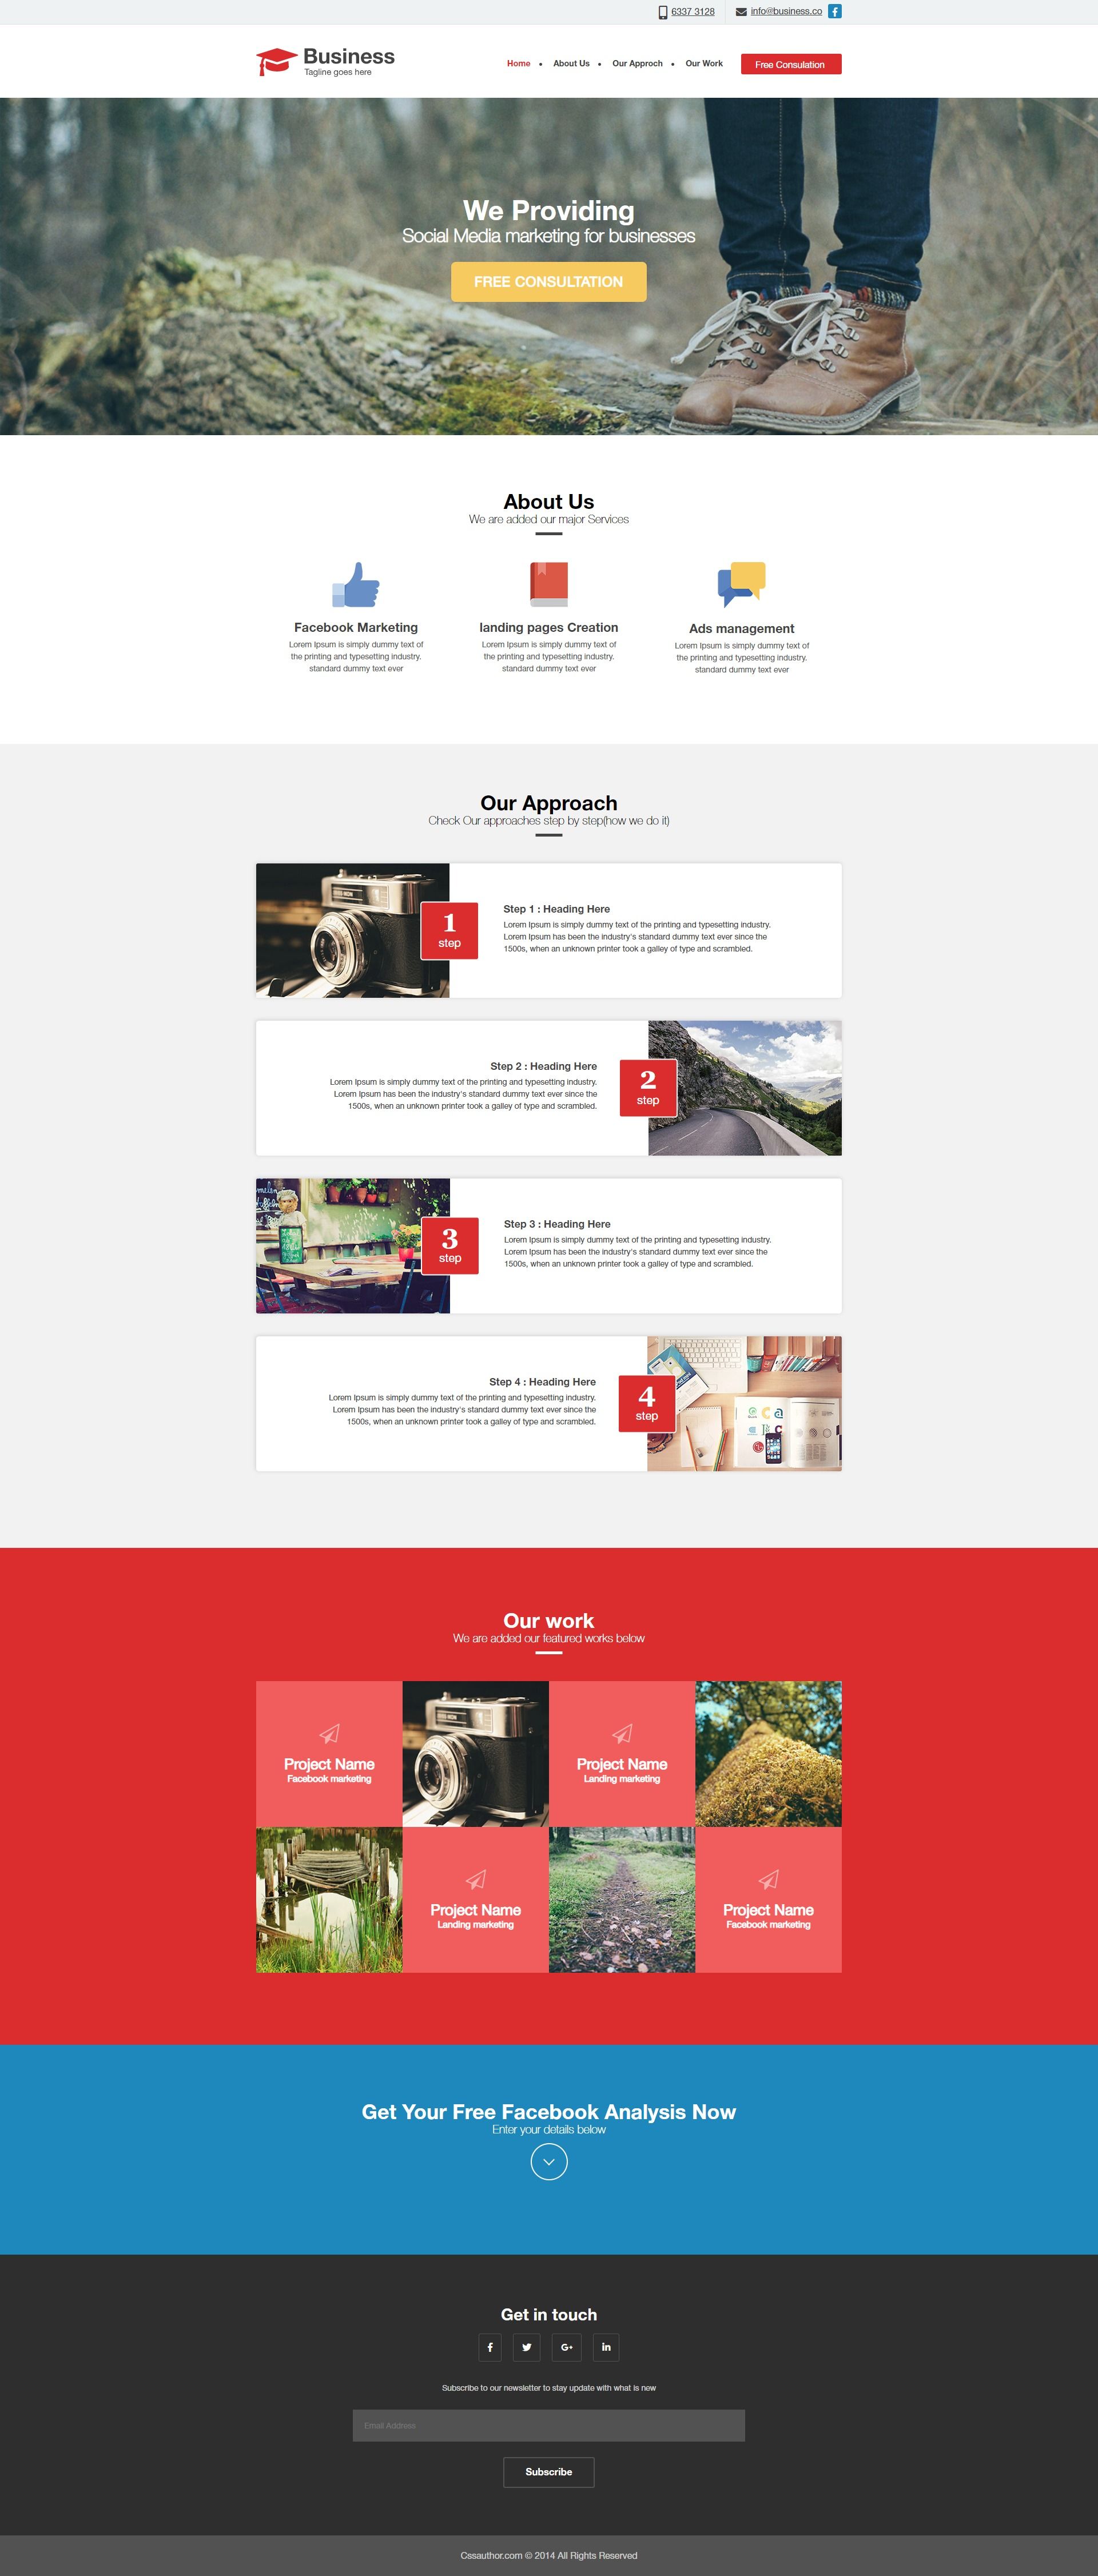 6337 3128
info@business.co
Business
Tagline goes here
Home
About Us
Our Approch
Our Work
Free Consulation
We Providing
Social Media marketing for businesses
FREE CONSULTATION
About Us
We are added our major Services
Facebook Marketing
Lorem Ipsum is simply dummy text of
the printing and typesetting industry.
standard dummy text ever
landing pages Creation
Lorem Ipsum is simply dummy text of
the printing and typesetting industry.
standard dummy text ever
Ads management
Lorem Ipsum is simply dummy text of
the printing and typesetting industry.
standard dummy text ever
Our Approach
Check Our approaches step by step(how we do it)
1
step
Step 1 : Heading Here
Lorem Ipsum is simply dummy text of the printing and typesetting industry.
Lorem Ipsum has been the industry's standard dummy text ever since the
1500s, when an unknown printer took a galley of type and scrambled.
Step 2 : Heading Here
Lorem Ipsum is simply dummy text of the printing and typesetting industry.
Lorem Ipsum has been the industry's standard dummy text ever since the
1500s, when an unknown printer took a galley of type and scrambled.
2
step
3
step
Step 3 : Heading Here
Lorem Ipsum is simply dummy text of the printing and typesetting industry.
Lorem Ipsum has been the industry's standard dummy text ever since the
1500s, when an unknown printer took a galley of type and scrambled.
Step 4 : Heading Here
Lorem Ipsum is simply dummy text of the printing and typesetting industry.
Lorem Ipsum has been the industry's standard dummy text ever since the
1500s, when an unknown printer took a galley of type and scrambled.
4
step
Our work
We are added our featured works below
Project Name
Facebook marketing
Project Name
Landing marketing
Project Name
Landing marketing
Project Name
Facebook marketing
Get Your Free Facebook Analysis Now
Enter your details below
Get in touch
Subscribe to our newsletter to stay update with what is new
Email Address
Subscribe
Cssauthor.com © 2014 All Rights Reserved